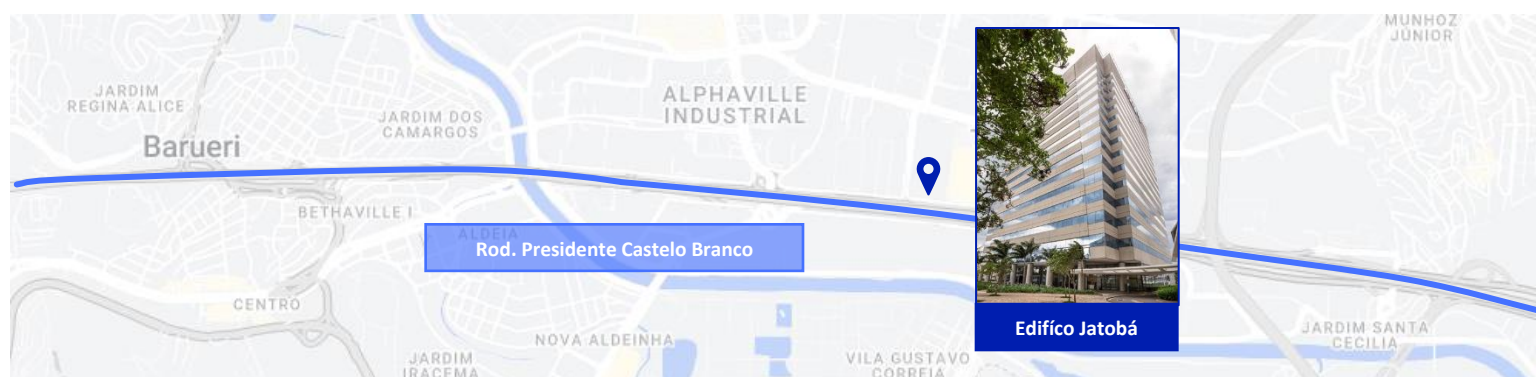 MUNHOZ
JÚNIOR
JARDIM
REGINA ALICE
ALPHAVILLE
INDUSTRIAL
JARDIM DOS
CAMARGOS
Barueri
BETHAVILLE I
ALDEIA
Rod. Presidente Castelo Branco
CENTRO
Edifíco Jatobá
JARDIM SANTA
CECILIA
NOVA ALDEINHA
JARDIM
IRACEMA
VILA GUSTAVO
CORREIA